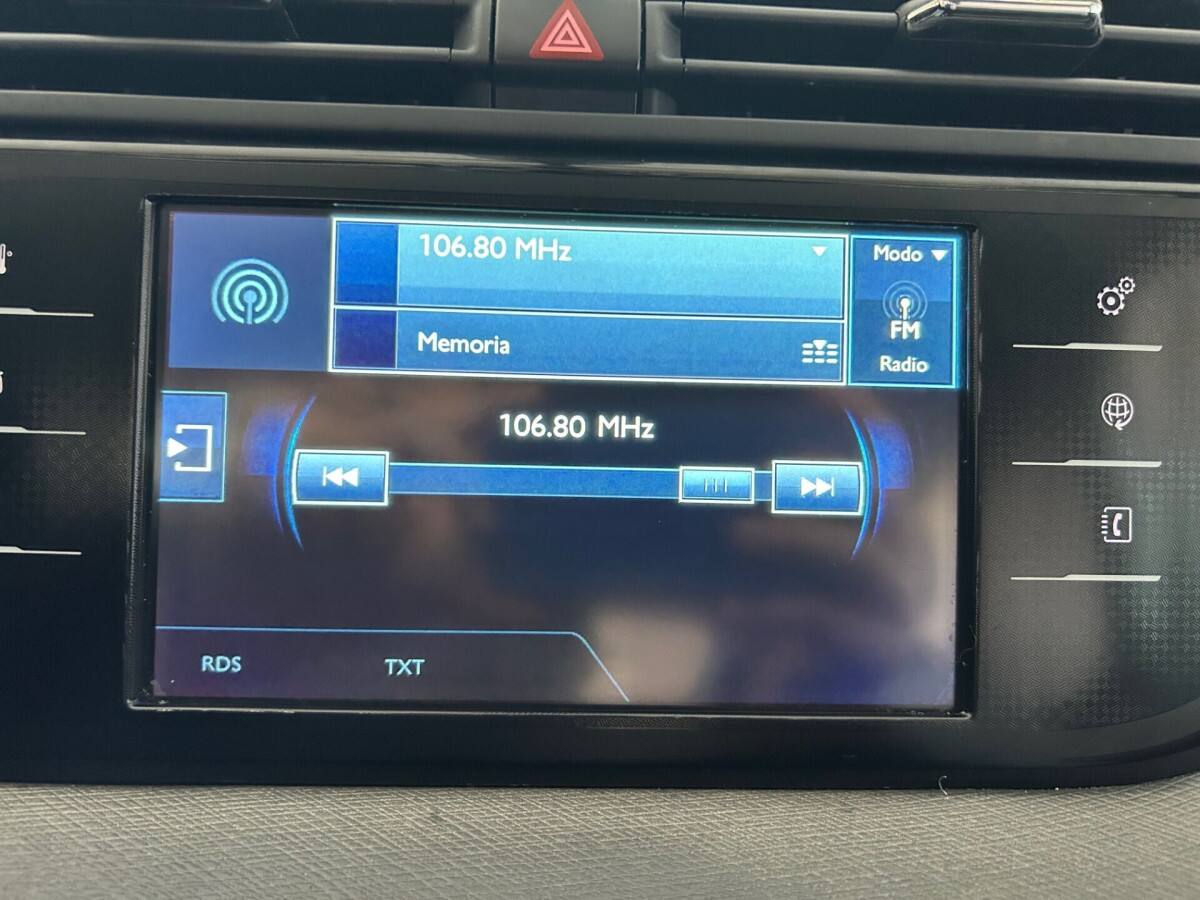 106.80 MHz
Modo
Memoria
FM
Radio
106.80 MHz
RDS
TXT